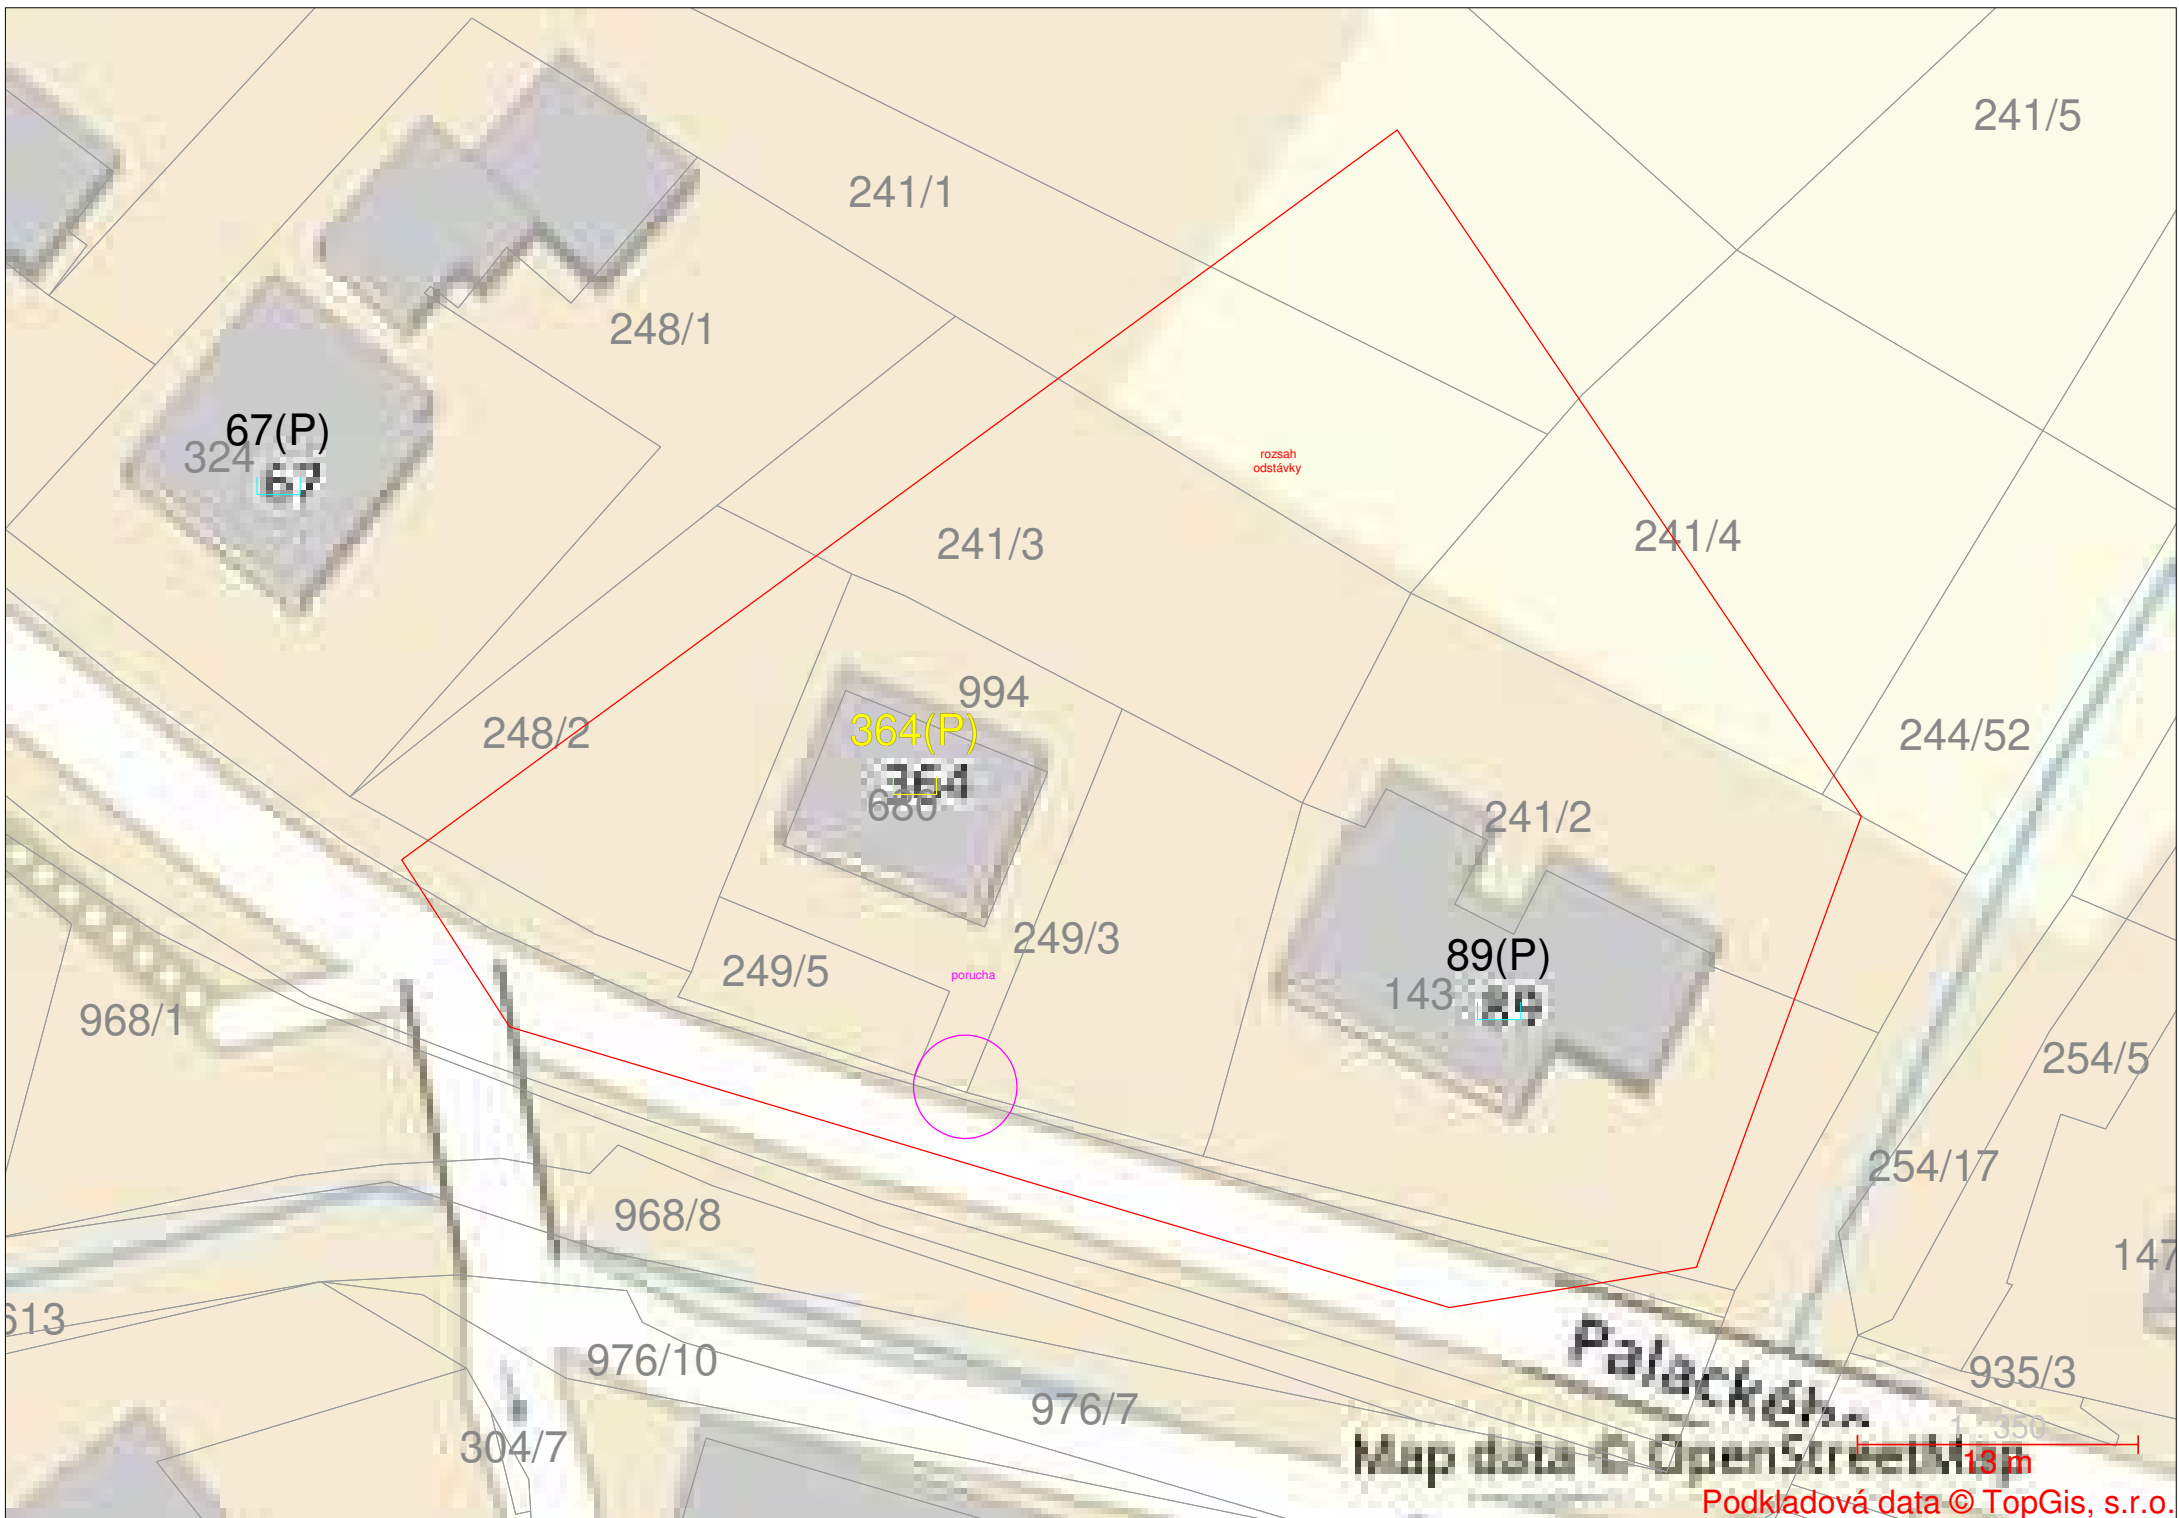 241/5
241/1
248/1
67(P)
324
67
rozsah
odstávky
241/3
241/4
994
248/2
364(P)
364
680
244/52
241/2
249/3
89(P)
249/5
porucha
143
89
968/1
254/5
254/17
968/8
147
613
Palackého
976/10
935/3
976/7
1 : 350
304/7
Map data © OpenStreetMap
13 m
Podkladová data © TopGis, s.r.o.